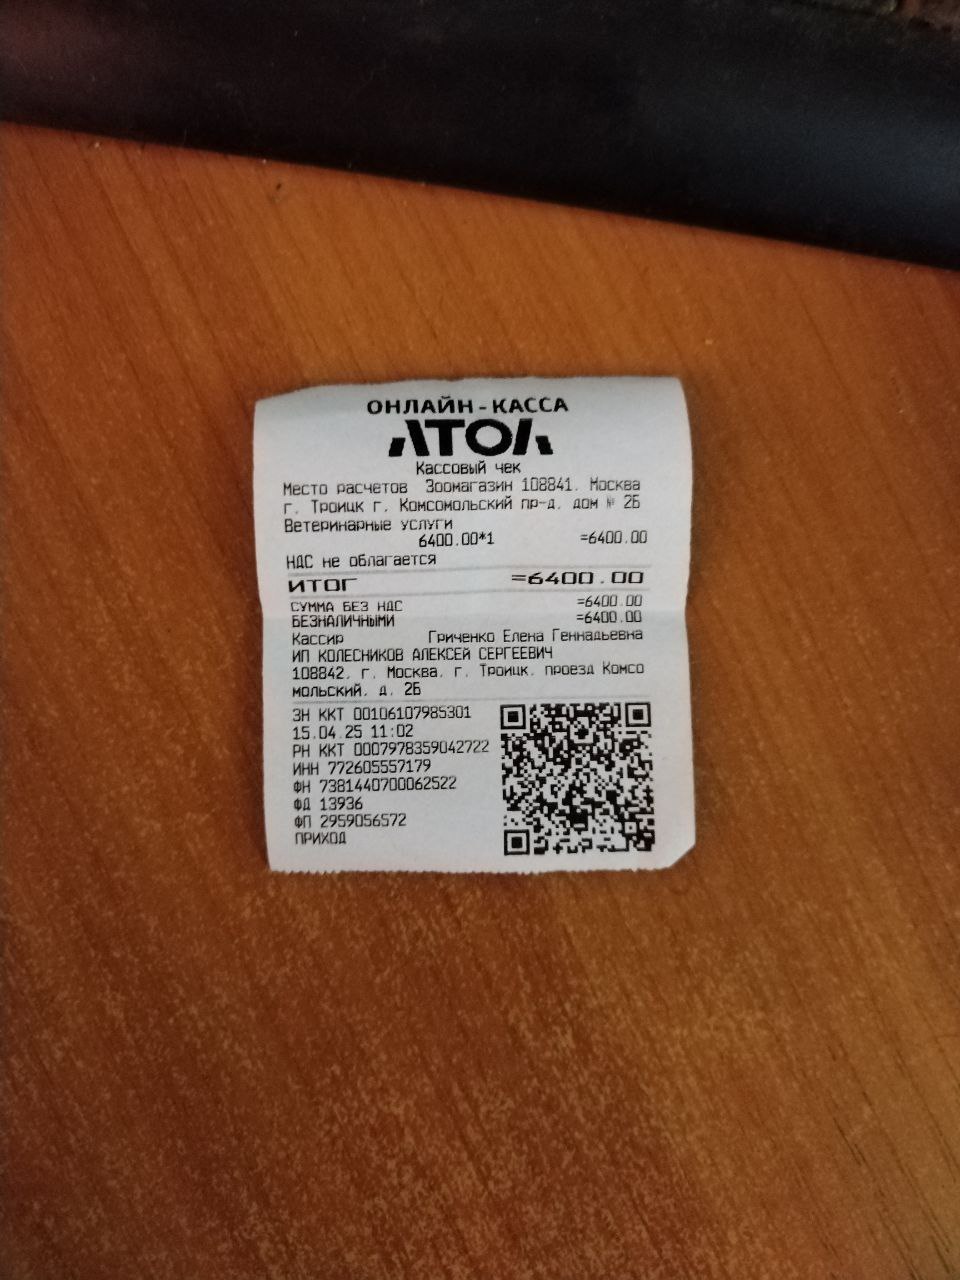 ОНЛАЙН-КАССА
АТОЛ
Кассовый чек
Место расчетов Зоомагазин 108841, Москва
г. Троицк г, Комсомольский пр-д, дом № 2Б
Ветеринарные услуги
6400.00*1 =6400.00
НДС не облагается
ИТОГ =6400.00
СУММА БЕЗ НДС =6400.00
БЕЗНАЛИЧНЫМИ =6400.00
Кассир Гриченко Елена Геннадьевна
ИП КОЛЕСНИКОВ АЛЕКСЕЙ СЕРГЕЕВИЧ
108842, г. Москва, г. Троицк, проезд Комсо
мольский, д. 2Б
ЗН ККТ 00106107985301
15.04.25 11:02
РН ККТ 0007978359042722
ИНН 772605557179
ФН 7381440700062522
ФД 13936
ФП 2959056572
ПРИХОД